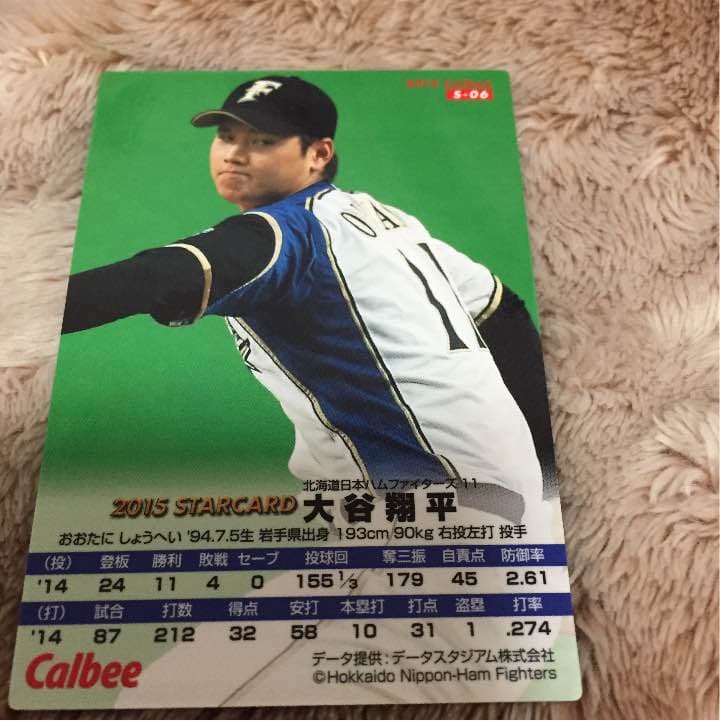 2015 Calbee
S-06
北海道日本ハムファイターズ 11
2015 STARCARD 大谷翔平
おおたに しょうへい '94.7.5生 岩手県出身 193cm 90kg 右投左打 投手
(投) 登板 勝利 敗戦 セーブ 投球回 奪三振 自責点 防御率
'14 24 11 4 0 155 1/3 179 45 2.61
(打) 試合 打数 得点 安打 本塁打 打点 盗塁 打率
'14 87 212 32 58 10 31 1 .274
Calbee
データ提供:データスタジアム株式会社
©Hokkaido Nippon-Ham Fighters